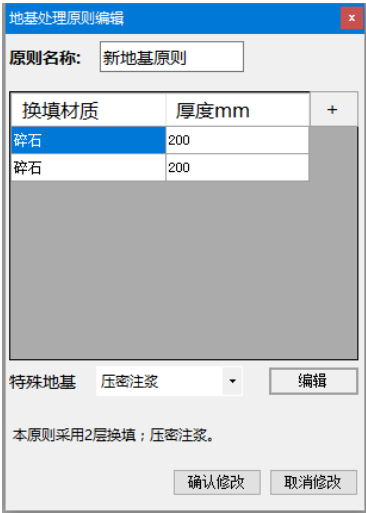 地基处理原则编辑 x
原则名称: 新地基原则
换填材质 厚度mm +
碎石 200
碎石 200
特殊地基 压密注浆 编辑
本原则采用2层换填；压密注浆。
确认修改 取消修改